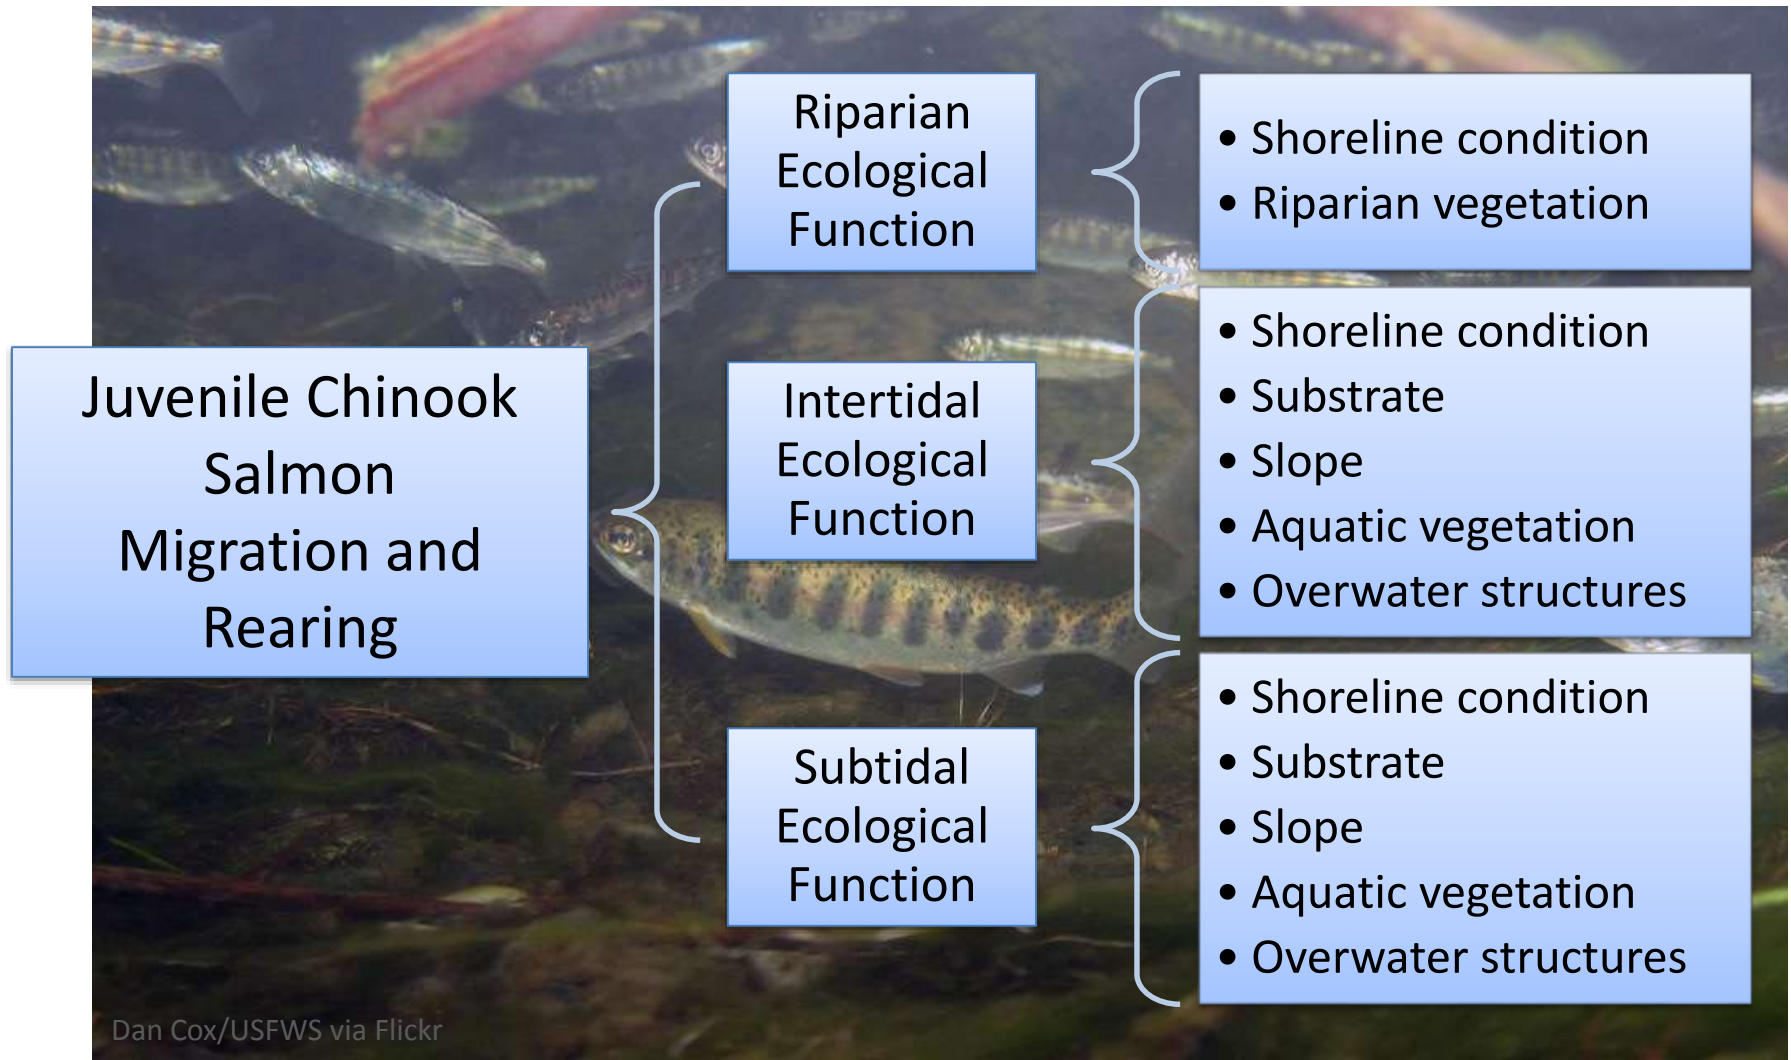 Juvenile Chinook
Salmon
Migration and
Rearing
Riparian
Ecological
Function
• Shoreline condition
• Riparian vegetation
Intertidal
Ecological
Function
• Shoreline condition
• Substrate
• Slope
• Aquatic vegetation
• Overwater structures
Subtidal
Ecological
Function
• Shoreline condition
• Substrate
• Slope
• Aquatic vegetation
• Overwater structures
Dan Cox/USFWS via Flickr